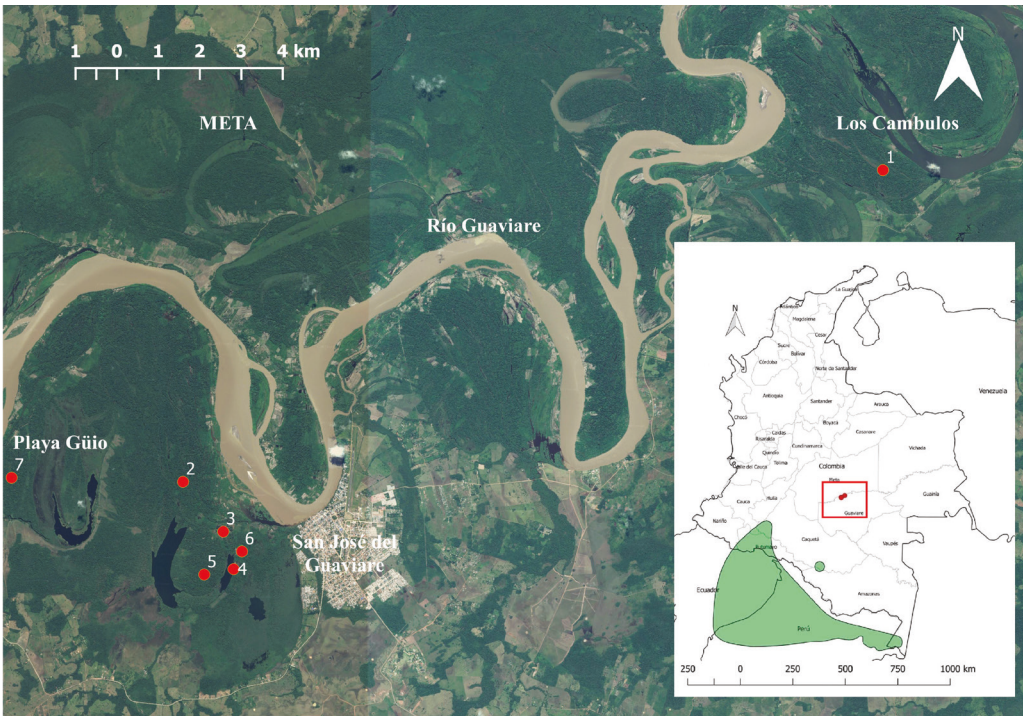 1 0 1 2 3 4 km
N
META
Los Cambulos
1
Río Guaviare
Playa Güio
7
2
3
6
5
4
San José del
Guaviare
N
La Guajira
Magdalena
Cesar
Sucre
Bolívar
Córdoba
Norte de Santander
Venezuela
Antioquia
Santander
Arauca
Chocó
Boyacá
Caldas
Casanare
Risaralda
Cundinamarca
Vichada
Quindío
Valle del Cauca
Tolima
Colombia
Meta
Guainía
Cauca
Huila
Guaviare
Nariño
Vaupés
Caquetá
Putumayo
Ecuador
Amazonas
Perú
250 0 250 500 750 1000 km